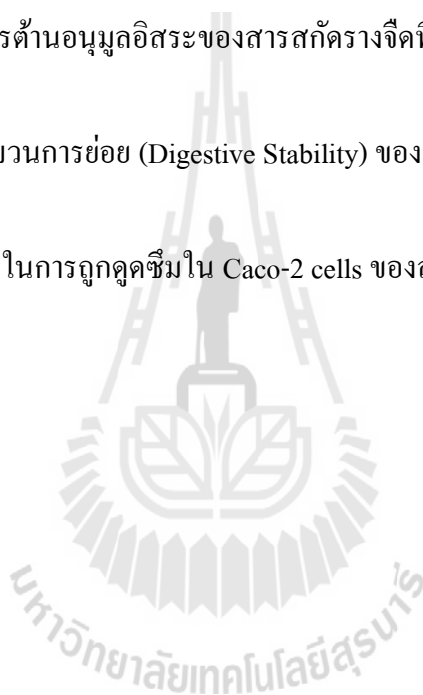 รต้านอนุมูลอิสระของสารสกัดรางจืดที
บวนการย่อย (Digestive Stability) ของ
ในการถูกดูดซึมใน Caco-2 cells ของส
มหาวิทยาลัยเทคโนโลยีสุรนารี